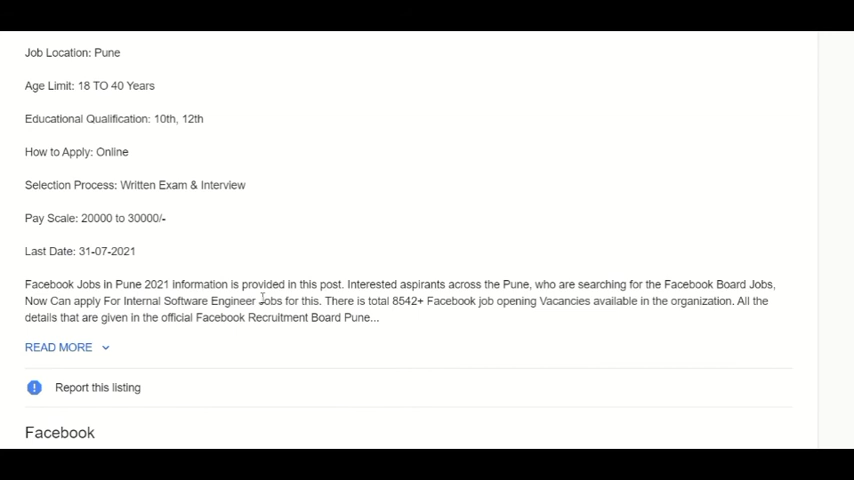 Job Location: Pune
Age Limit: 18 TO 40 Years
Educational Qualification: 10th, 12th
How to Apply: Online
Selection Process: Written Exam & Interview
Pay Scale: 20000 to 30000/-
Last Date: 31-07-2021
Facebook Jobs in Pune 2021 information is provided in this post. Interested aspirants across the Pune, who are searching for the Facebook Board Jobs,
Now Can apply For Internal Software Engineer Jobs for this. There is total 8542+ Facebook job opening Vacancies available in the organization. All the
details that are given in the official Facebook Recruitment Board Pune...
READ MORE
Report this listing
Facebook